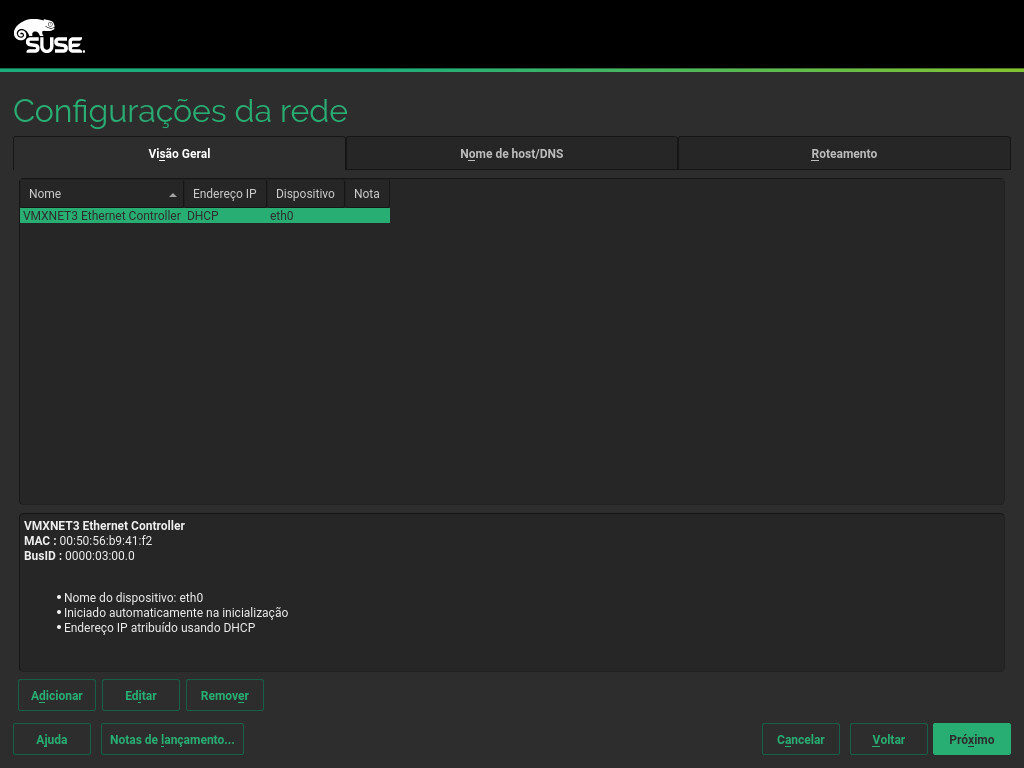 SUSE.
Configurações da rede
Visão Geral Nome de host/DNS Roteamento
Nome Endereço IP Dispositivo Nota
VMXNET3 Ethernet Controller DHCP eth0
VMXNET3 Ethernet Controller
MAC : 00:50:56:b9:41:f2
BusID : 0000:03:00.0
• Nome do dispositivo: eth0
• Iniciado automaticamente na inicialização
• Endereço IP atribuído usando DHCP
Adicionar Editar Remover
Ajuda Notas de lançamento... Cancelar Voltar Próximo